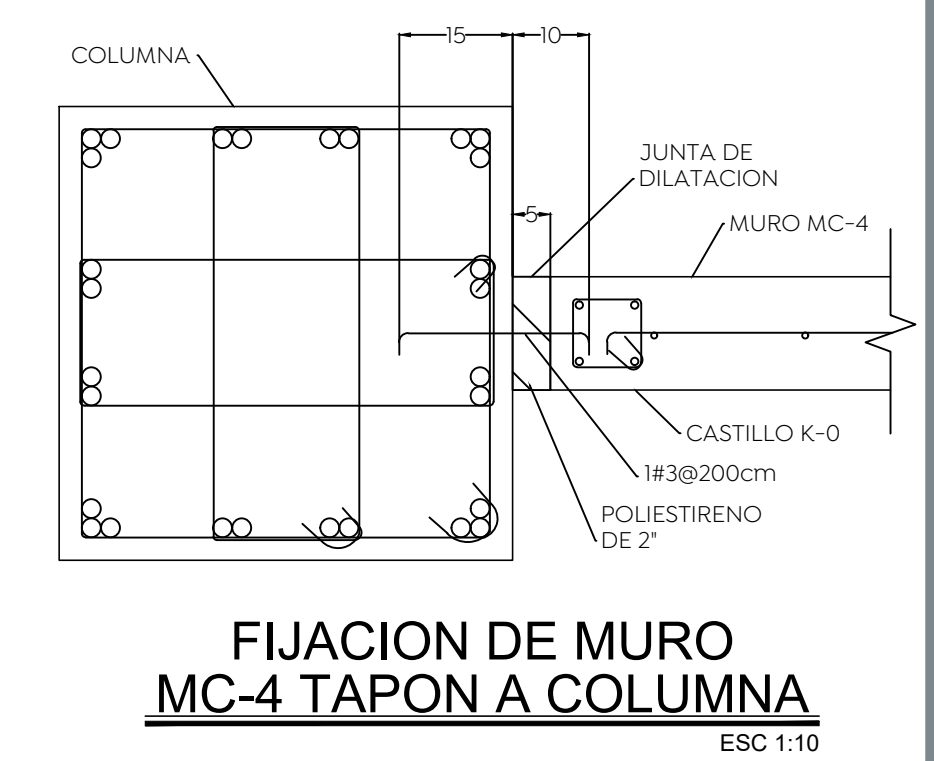 COLUMNA
15
10
JUNTA DE
DILATACION
5
MURO MC-4
CASTILLO K-0
1#3@200cm
POLIESTIRENO
DE 2"
FIJACION DE MURO
MC-4 TAPON A COLUMNA
ESC 1:10